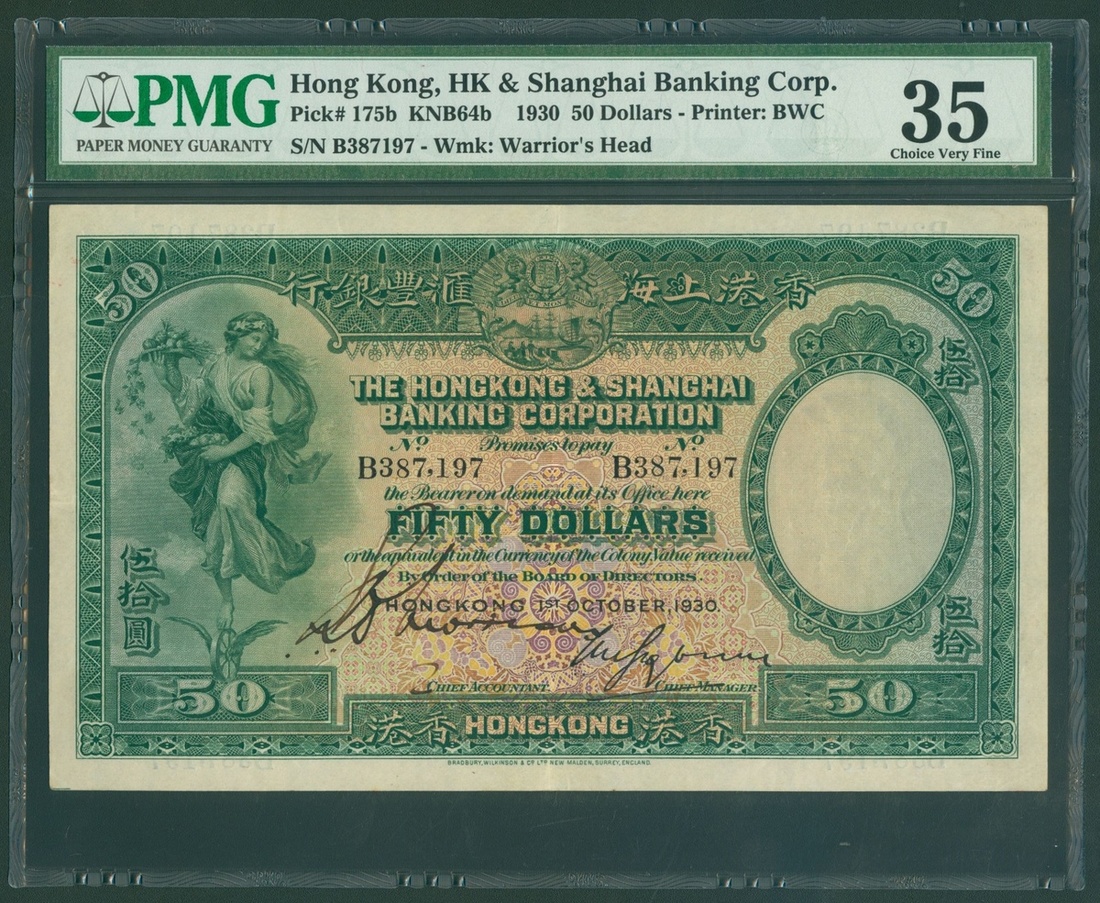 PMG
PAPER MONEY GUARANTY
Hong Kong, HK & Shanghai Banking Corp.
Pick# 175b KNB64b 1930 50 Dollars - Printer: BWC
S/N B387197 - Wmk: Warrior's Head
35
Choice Very Fine
50
行銀豐滙 海上港香
50
伍拾
THE HONGKONG & SHANGHAI
BANKING CORPORATION
No Promises to pay No
B387,197 B387,197
the Bearer on demand at its Office here
FIFTY DOLLARS
or the equivalent in the Currency of the Colony Value received
By Order of the BOARD OF DIRECTORS.
HONGKONG 1ST OCTOBER, 1930.
伍拾圓
伍拾
CHIEF ACCOUNTANT. CHIEF MANAGER.
50
50
港香 HONGKONG 港香
BRADBURY, WILKINSON & Co LTD NEW MALDEN, SURREY, ENGLAND.